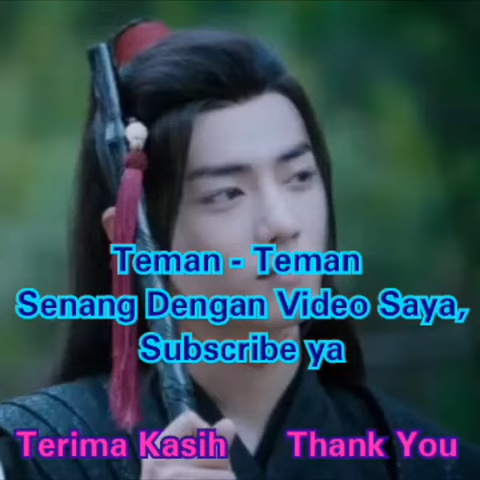 Teman - Teman
Senang Dengan Video Saya,
Subscribe ya
Terima Kasih Thank You